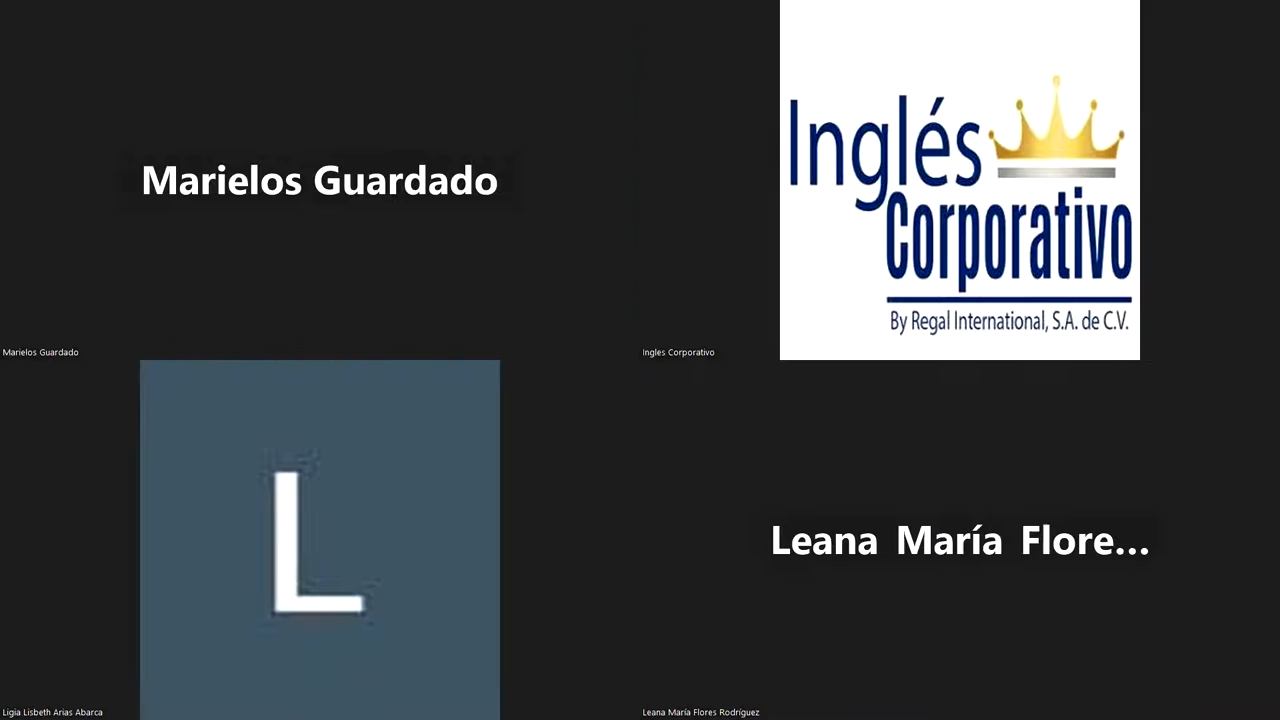 Marielos Guardado
Marielos Guardado
Inglés
Corporativo
By Regal International, S.A. de C.V.
Ingles Corporativo
L
Ligia Lisbeth Arias Abarca
Leana María Flore...
Leana María Flores Rodríguez